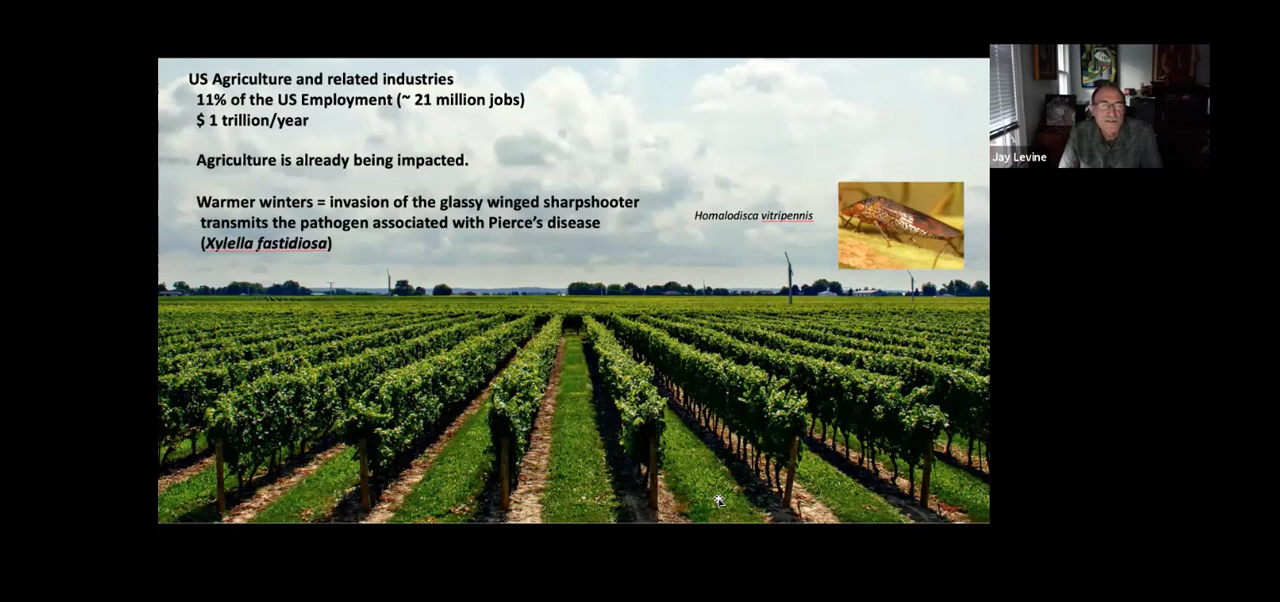 US Agriculture and related industries
11% of the US Employment (~ 21 million jobs)
$ 1 trillion/year
Agriculture is already being impacted.
Warmer winters = invasion of the glassy winged sharpshooter
transmits the pathogen associated with Pierce’s disease
(Xylella fastidiosa)
Homalodisca vitripennis
Jay Levine